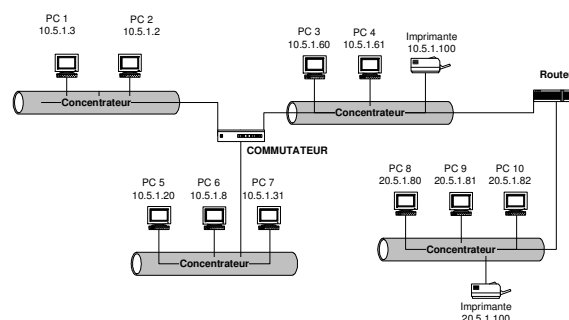 PC 1
10.5.1.3
PC 2
10.5.1.2
Concentrateur
PC 3
10.5.1.60
PC 4
10.5.1.61
Imprimante
10.5.1.100
Concentrateur
Route
COMMUTATEUR
PC 5
10.5.1.20
PC 6
10.5.1.8
PC 7
10.5.1.31
Concentrateur
PC 8
20.5.1.80
PC 9
20.5.1.81
PC 10
20.5.1.82
Concentrateur
Imprimante
20.5.1.100